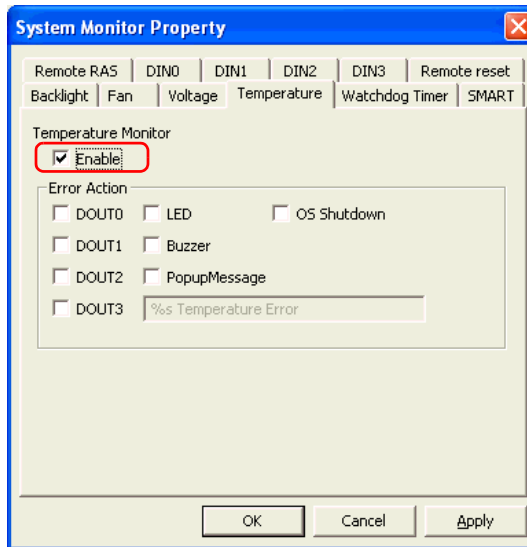 System Monitor Property
Remote RAS DIN0 DIN1 DIN2 DIN3 Remote reset
Backlight Fan Voltage Temperature Watchdog Timer SMART
Temperature Monitor
Enable
Error Action
DOUT0 LED OS Shutdown
DOUT1 Buzzer
DOUT2 PopupMessage
DOUT3 %s Temperature Error
OK Cancel Apply